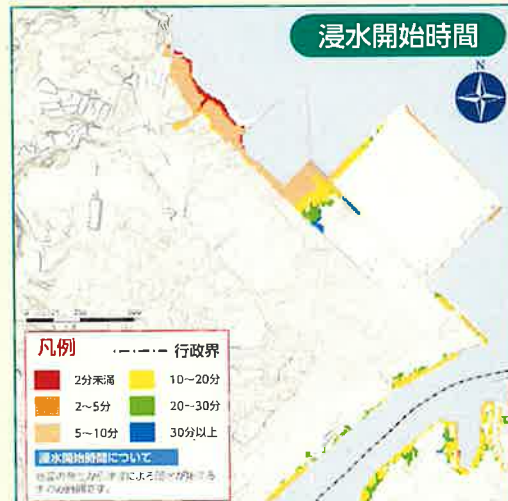 浸水開始時間
N
凡例
行政界
2分未満
10～20分
2～5分
20～30分
5～10分
30分以上
浸水開始時間について